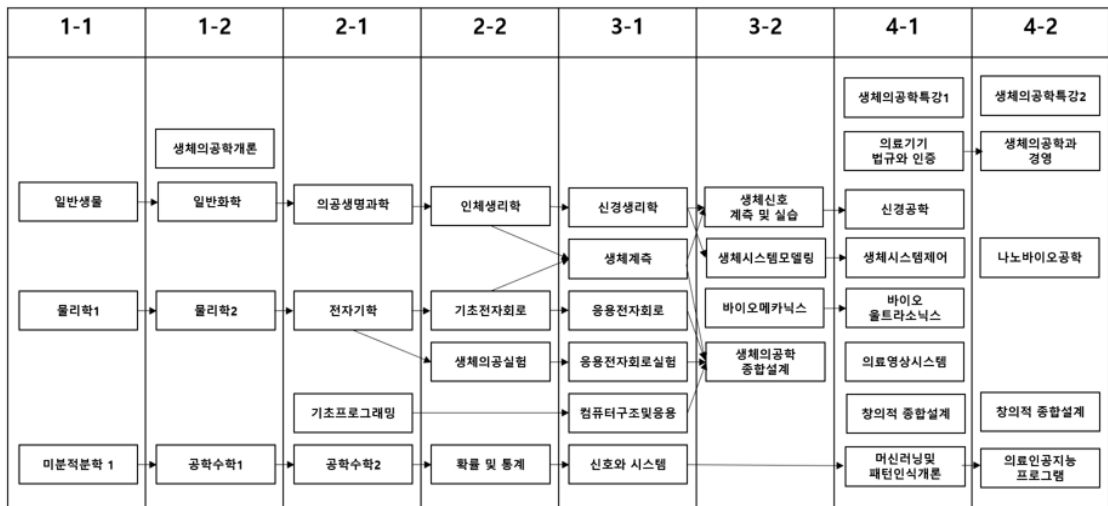 1-1 1-2 2-1 2-2 3-1 3-2 4-1 4-2
생체의공학특강1 생체의공학특강2
생체의공학개론 의료기기 생체의공학과
법규와 인증 경영
일반생물 일반화학 의공생명과학 인체생리학 신경생리학 생체신호 신경공학
계측 및 실습
생체계측 생체시스템모델링 생체시스템제어 나노바이오공학
물리학1 물리학2 전자기학 기초전자회로 응용전자회로 바이오메카닉스 바이오
울트라소닉스
생체의공실험 응용전자회로실험 생체의공학 의료영상시스템
종합설계
기초프로그래밍 컴퓨터구조및응용 창의적 종합설계 창의적 종합설계
미분적분학 1 공학수학1 공학수학2 확률 및 통계 신호와 시스템 머신러닝및 의료인공지능
패턴인식개론 프로그램